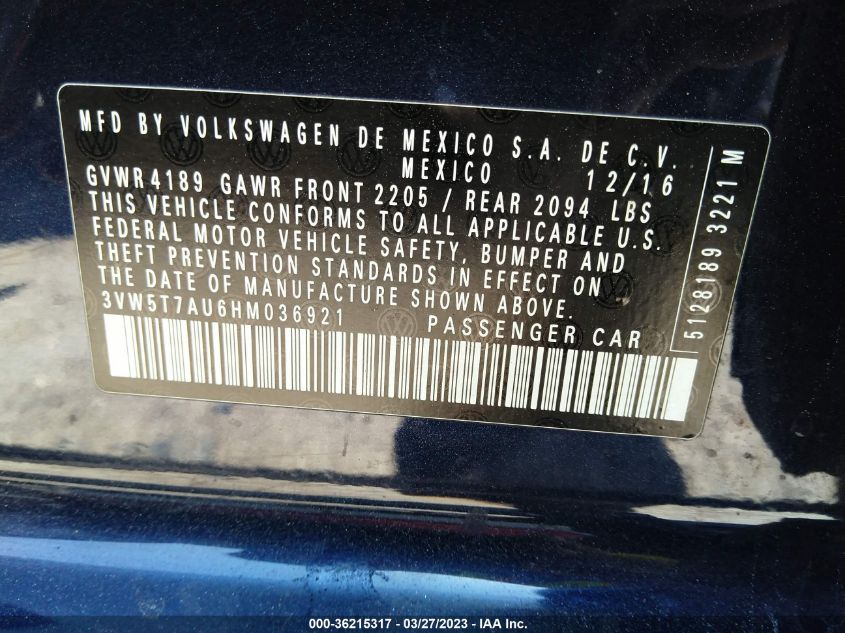 MFD BY VOLKSWAGEN DE MEXICO S.A. DE C.V.
MEXICO 12/16
GVWR4189 GAWR FRONT 2205 / REAR 2094 LBS
THIS VEHICLE CONFORMS TO ALL APPLICABLE U.S.
FEDERAL MOTOR VEHICLE SAFETY, BUMPER AND
THEFT PREVENTION STANDARDS IN EFFECT ON
THE DATE OF MANUFACTURE SHOWN ABOVE.
3VW5T7AU6HM036921 PASSENGER CAR
5128189 3221 M
000-36215317 - 03/27/2023 - © IAA Inc.